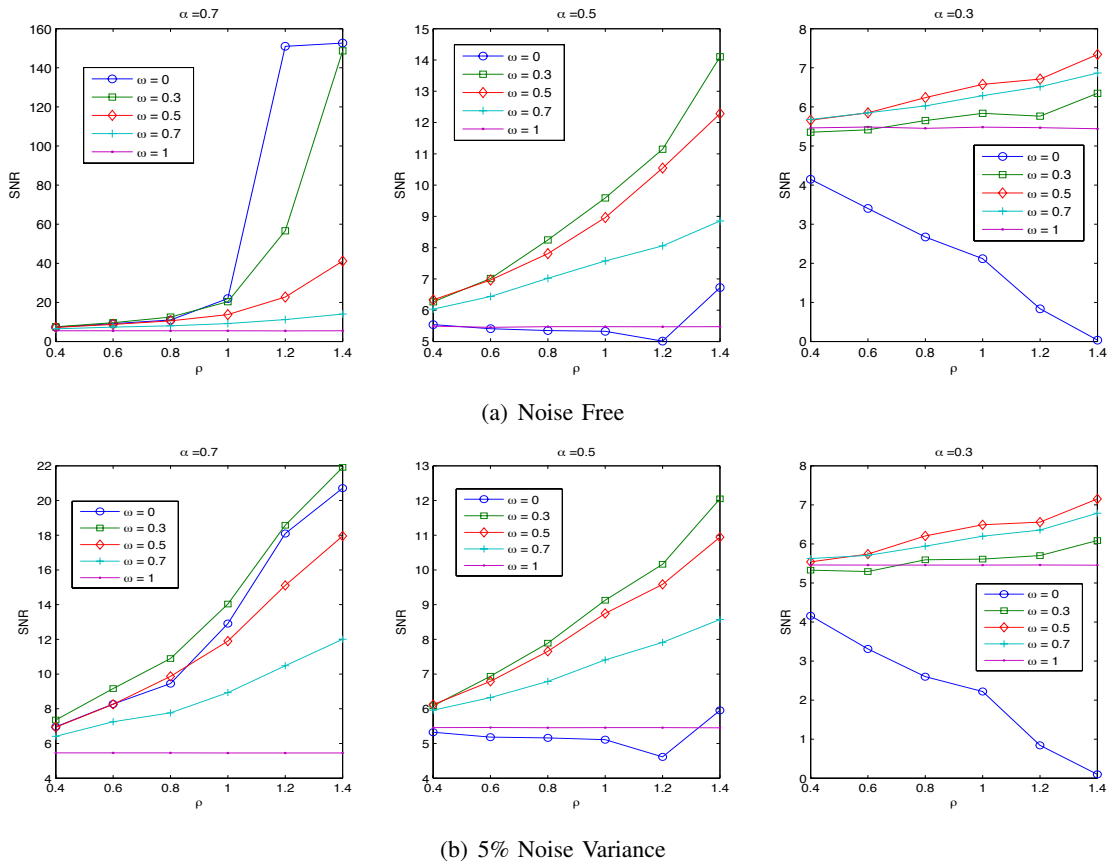 α =0.7
160
140
120
100
80
60
40
20
0
SNR
ω = 0
ω = 0.3
ω = 0.5
ω = 0.7
ω = 1
0.4 0.6 0.8 1 1.2 1.4
ρ
α =0.5
15
14
13
12
11
10
9
8
7
6
5
SNR
ω = 0
ω = 0.3
ω = 0.5
ω = 0.7
ω = 1
0.4 0.6 0.8 1 1.2 1.4
ρ
α =0.3
8
7
6
5
4
3
2
1
0
SNR
ω = 0
ω = 0.3
ω = 0.5
ω = 0.7
ω = 1
0.4 0.6 0.8 1 1.2 1.4
ρ
(a) Noise Free
α =0.7
22
20
18
16
14
12
10
8
6
4
SNR
ω = 0
ω = 0.3
ω = 0.5
ω = 0.7
ω = 1
0.4 0.6 0.8 1 1.2 1.4
ρ
α =0.5
13
12
11
10
9
8
7
6
5
4
SNR
ω = 0
ω = 0.3
ω = 0.5
ω = 0.7
ω = 1
0.4 0.6 0.8 1 1.2 1.4
ρ
α =0.3
8
7
6
5
4
3
2
1
0
SNR
ω = 0
ω = 0.3
ω = 0.5
ω = 0.7
ω = 1
0.4 0.6 0.8 1 1.2 1.4
ρ
(b) 5% Noise Variance